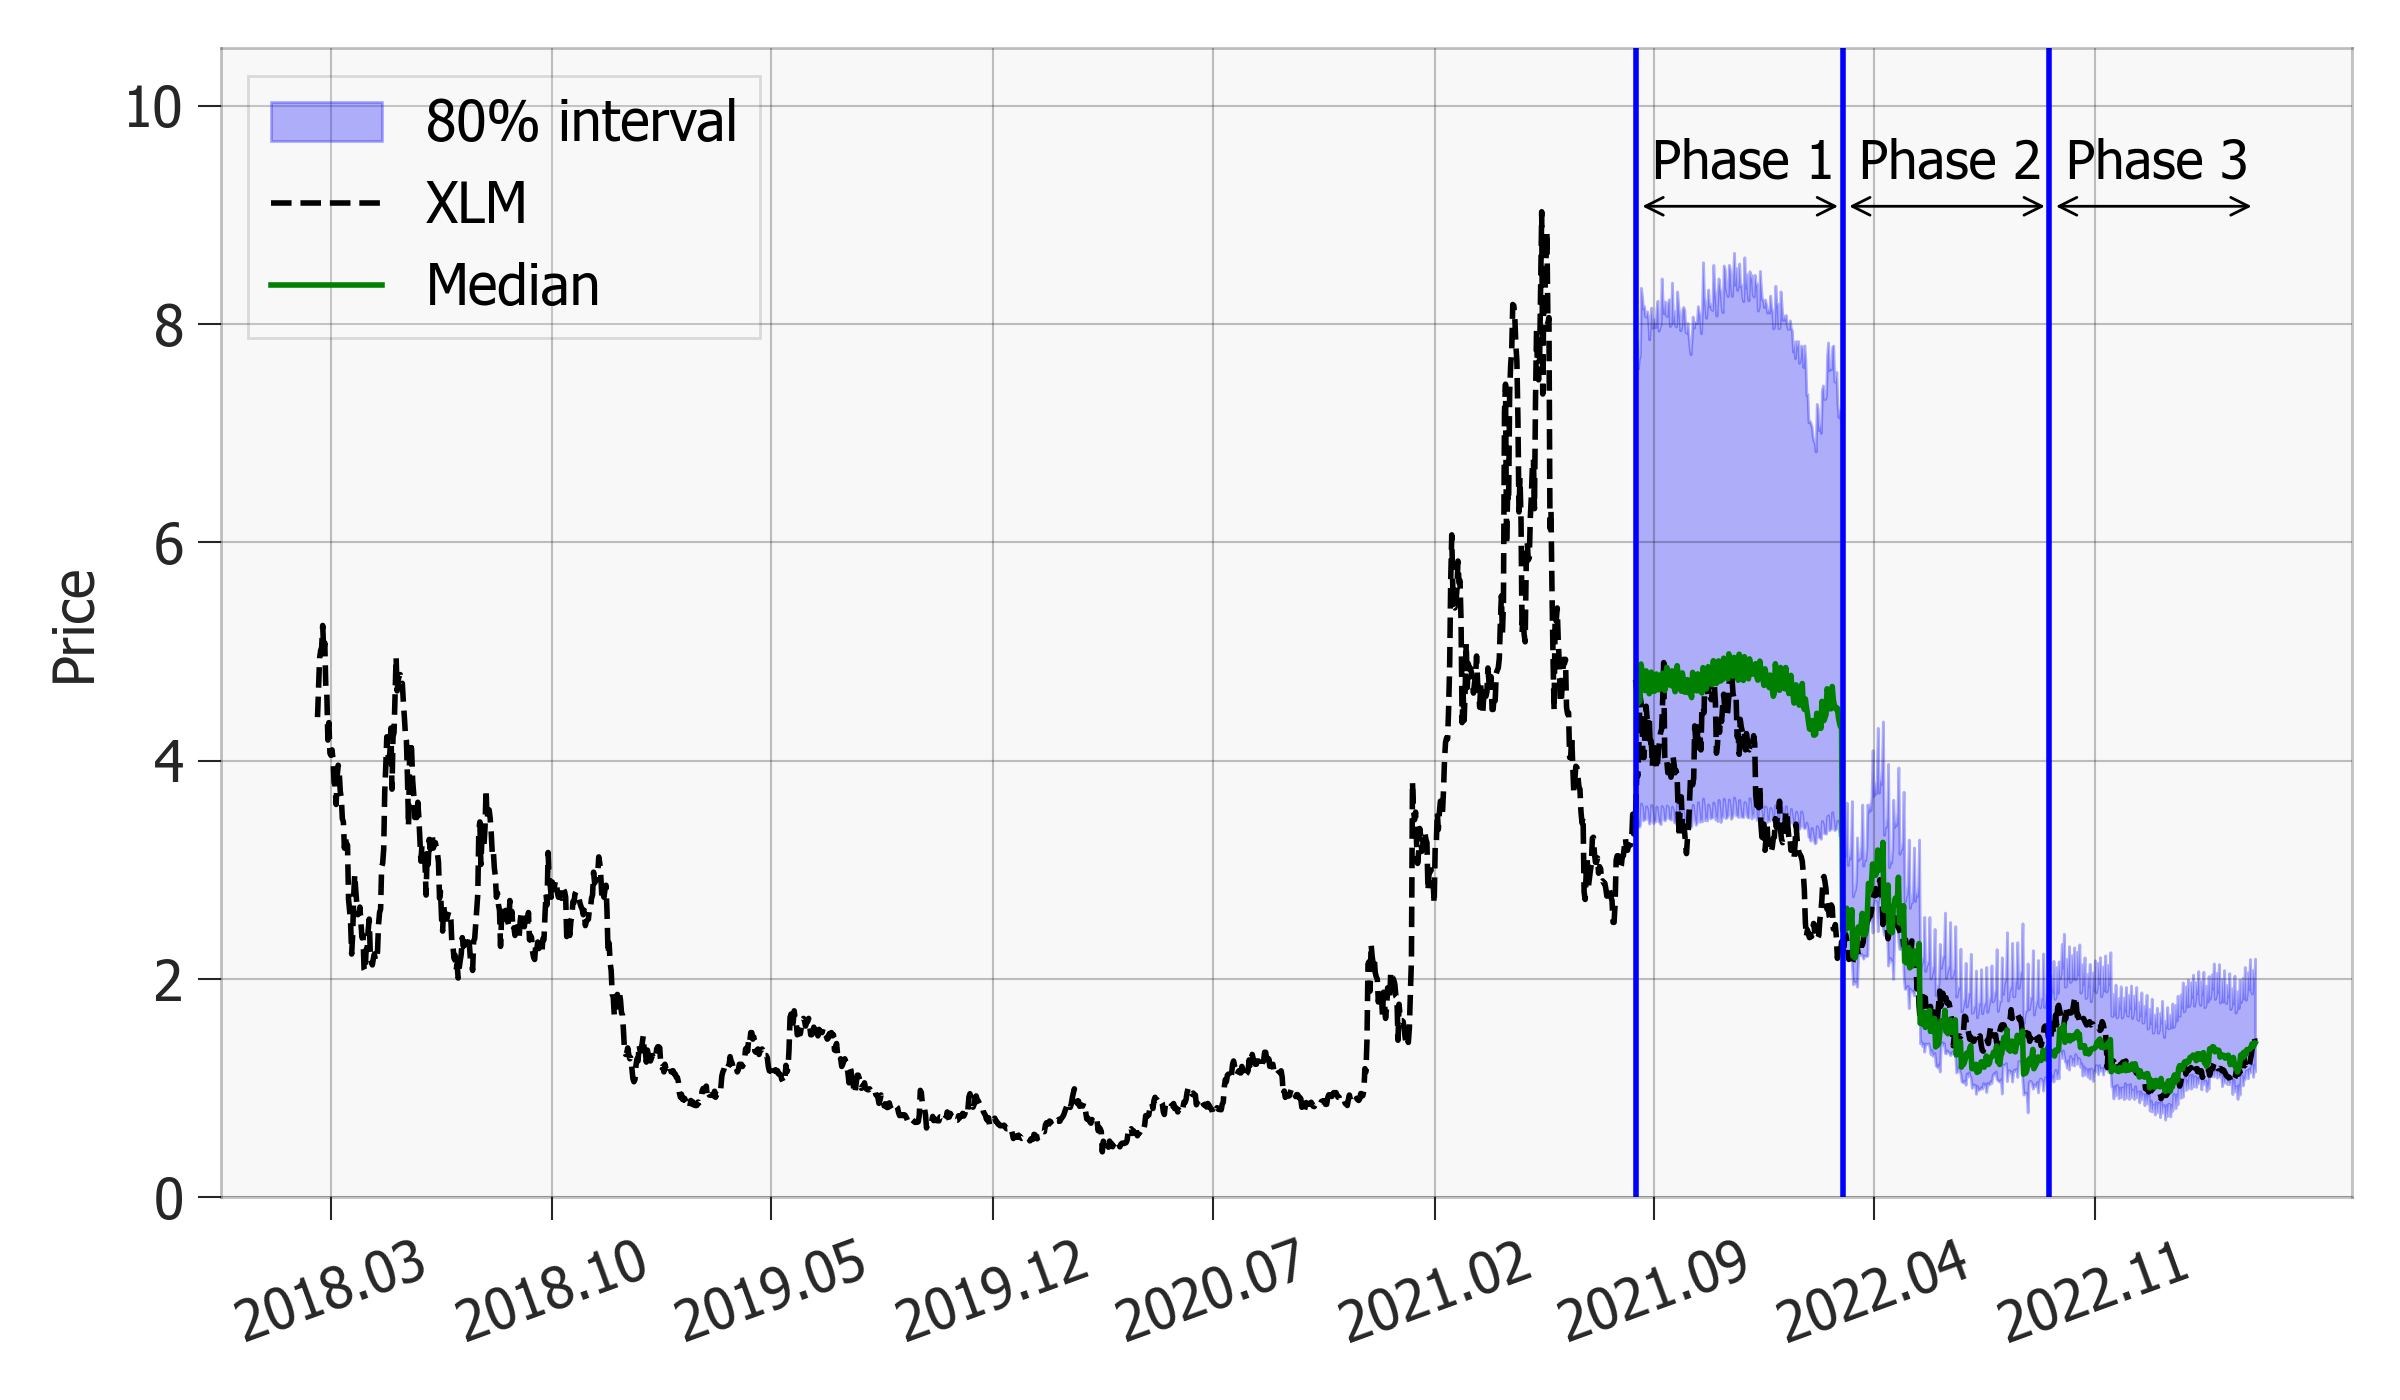 80% interval
XLM
Median
Phase 1
Phase 2
Phase 3
Price
10
8
6
4
2
0
2018.03
2018.10
2019.05
2019.12
2020.07
2021.02
2021.09
2022.04
2022.11